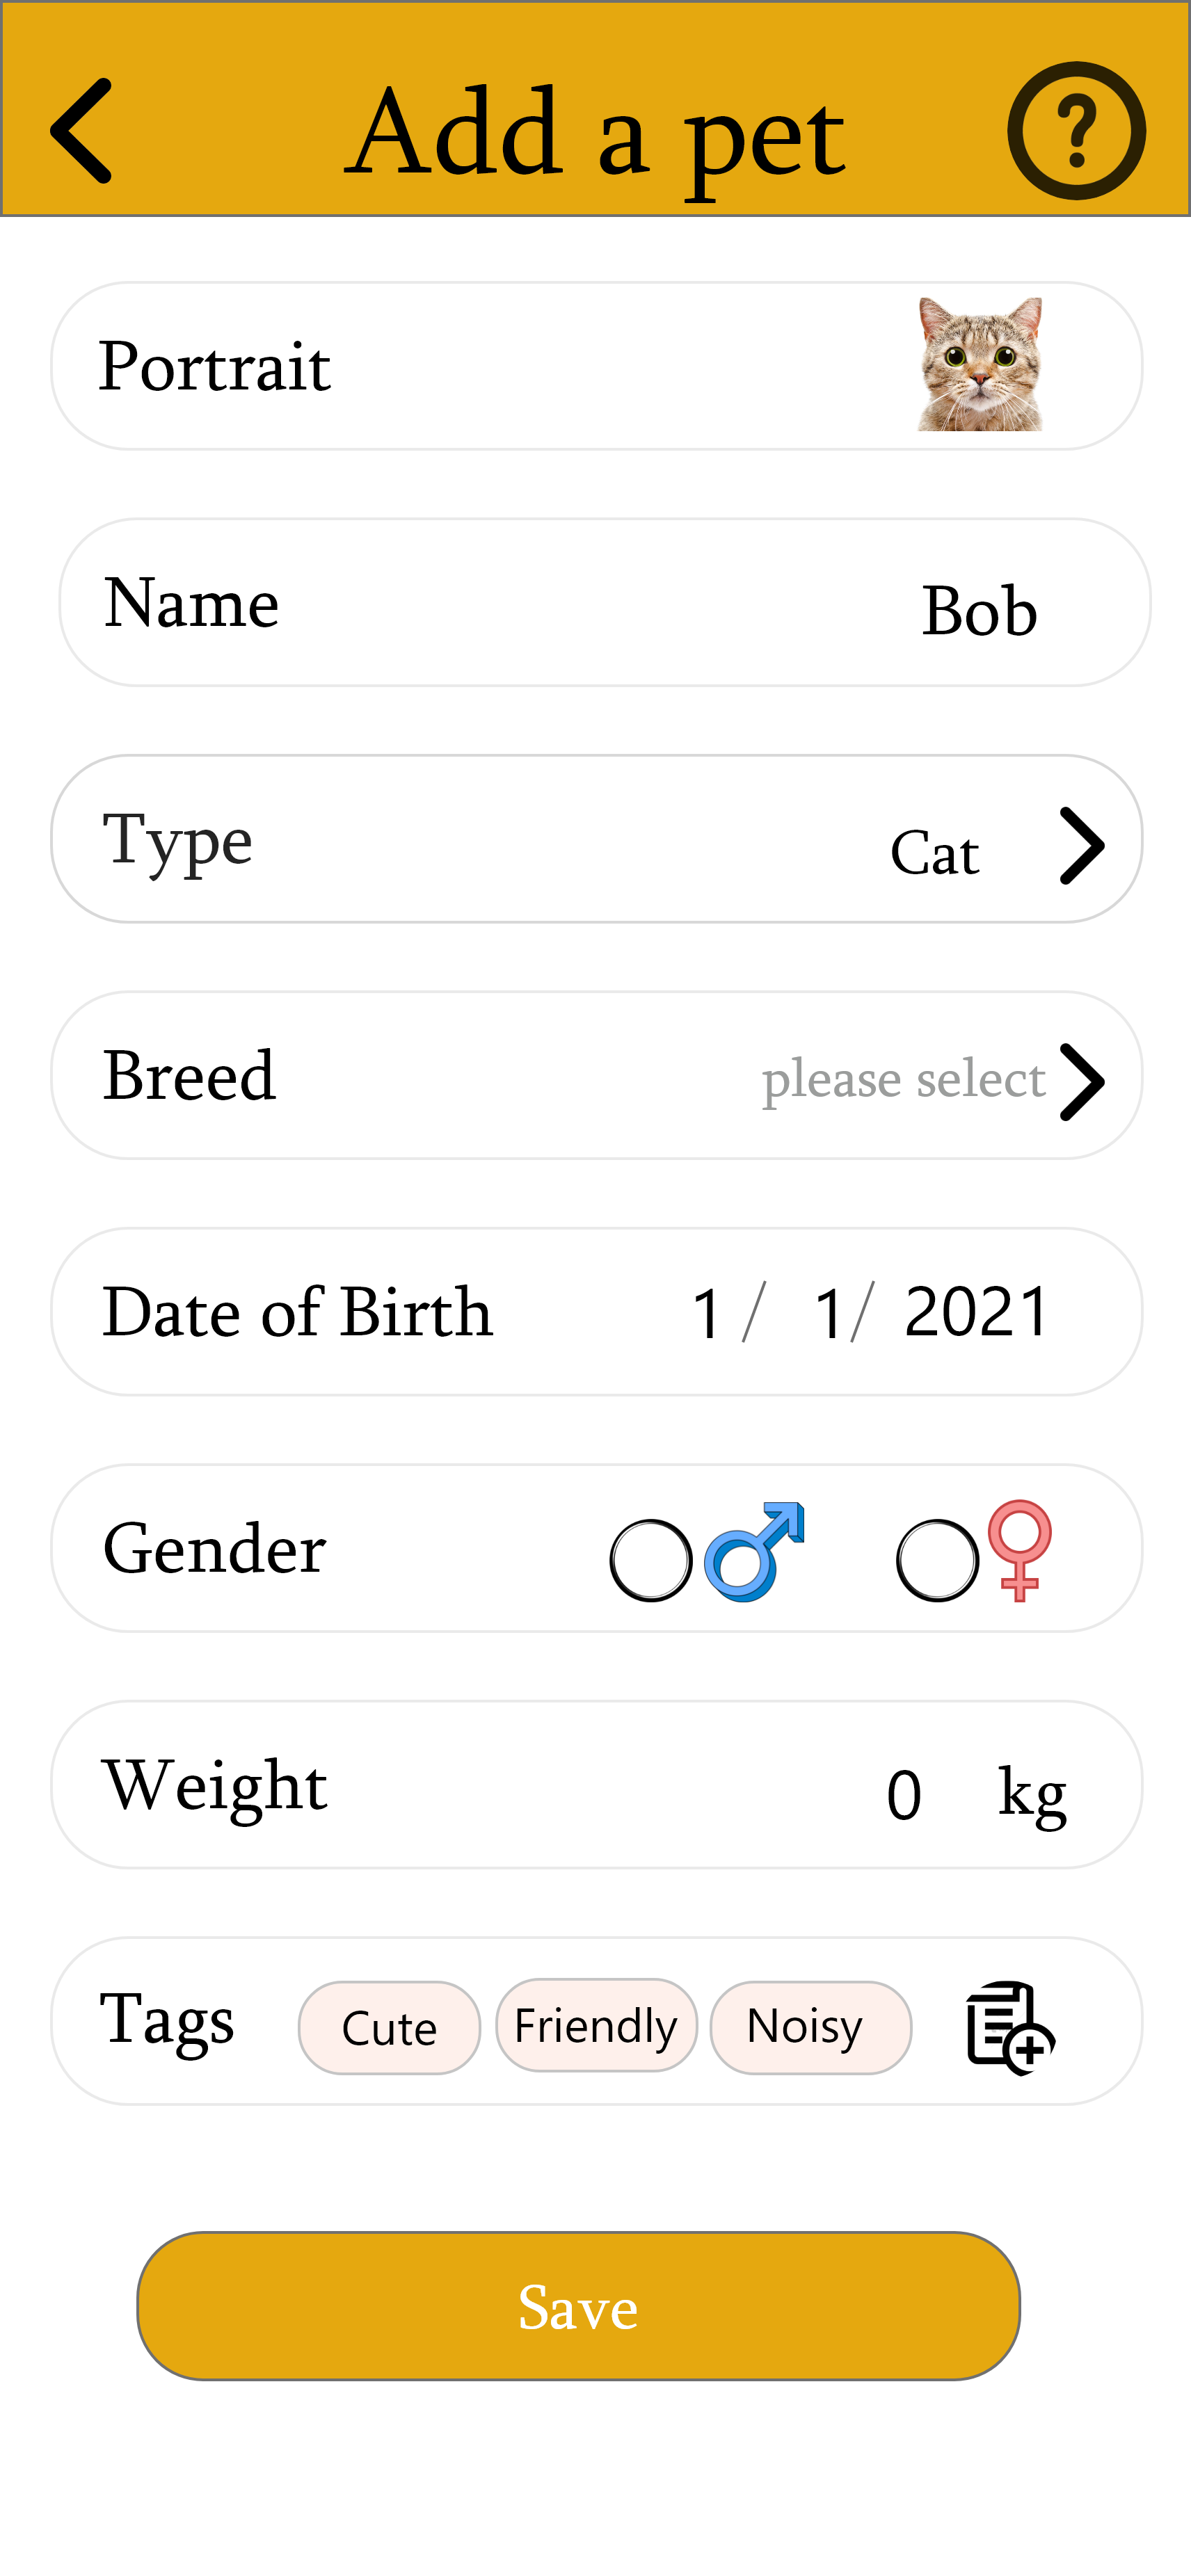 Add a pet ?
Portrait
Name Bob
Type Cat
Breed please select
Date of Birth 1 / 1 / 2021
Gender
Weight 0 kg
Tags Cute Friendly Noisy
Save